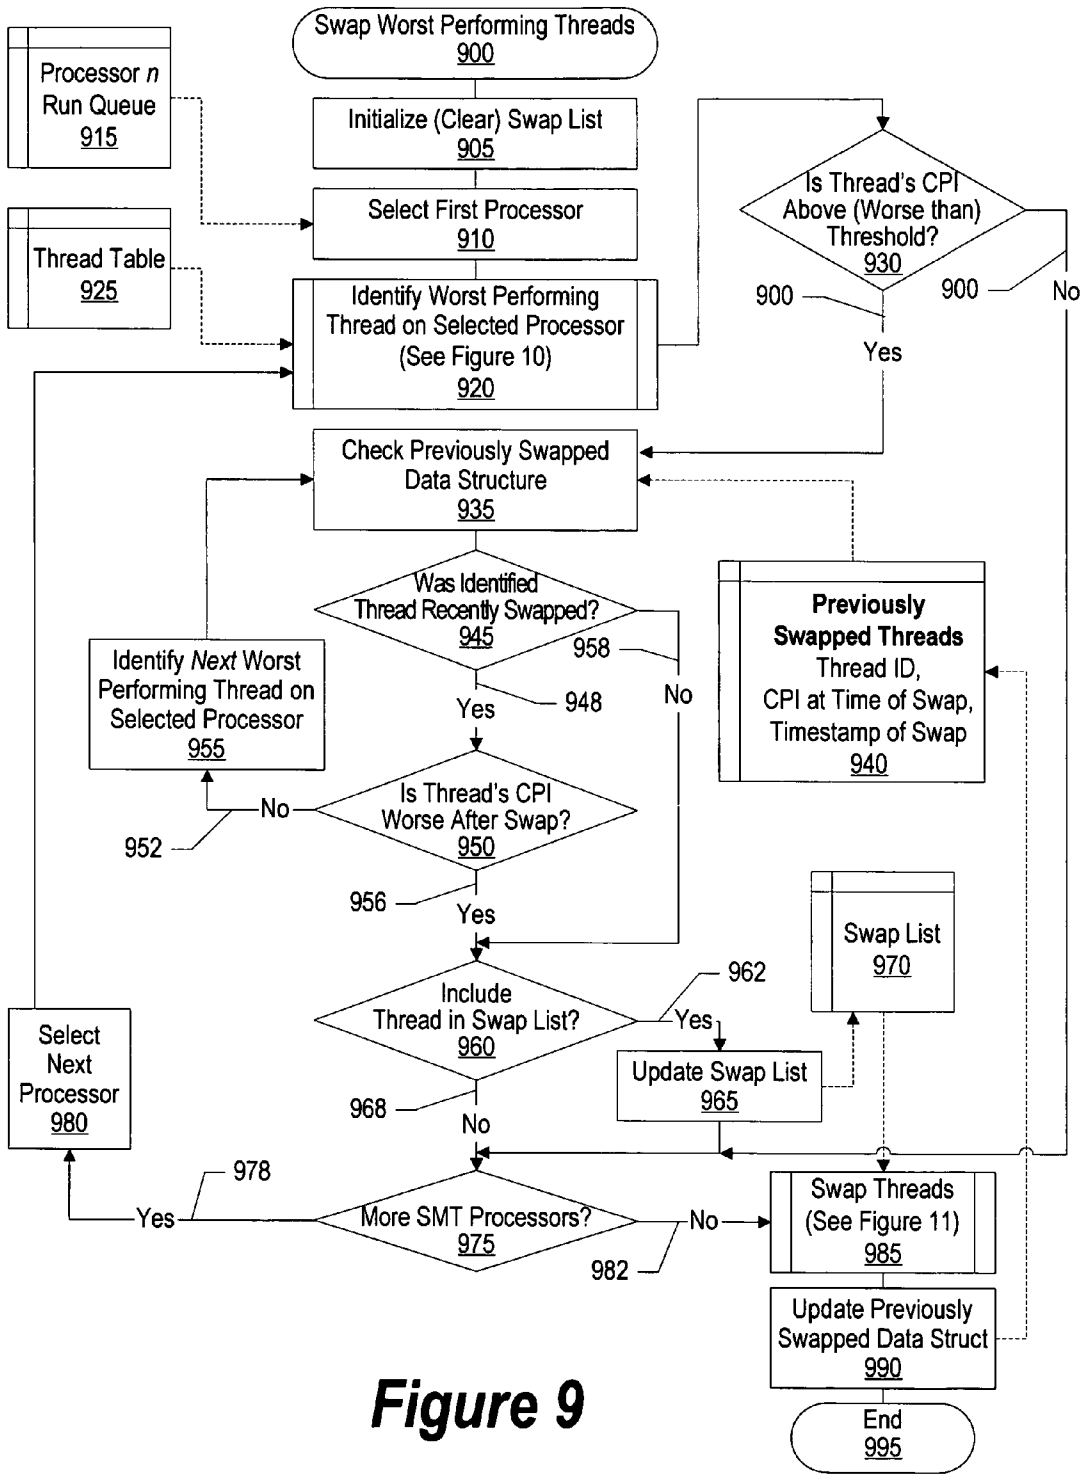 Swap Worst Performing Threads
900
Processor n
Run Queue
915
Initialize (Clear) Swap List
905
Select First Processor
910
Thread Table
925
Identify Worst Performing
Thread on Selected Processor
(See Figure 10)
920
Is Thread's CPI
Above (Worse than)
Threshold?
930
900
900
No
Yes
Check Previously Swapped
Data Structure
935
Was Identified
Thread Recently Swapped?
945
958
No
948
Yes
Identify Next Worst
Performing Thread on
Selected Processor
955
Previously
Swapped Threads
Thread ID,
CPI at Time of Swap,
Timestamp of Swap
940
Is Thread's CPI
Worse After Swap?
950
No
952
956
Yes
Swap List
970
Include
Thread in Swap List?
960
962
Yes
Update Swap List
965
968
No
Select
Next
Processor
980
978
Yes
More SMT Processors?
975
No
982
Swap Threads
(See Figure 11)
985
Update Previously
Swapped Data Struct
990
End
995
Figure 9